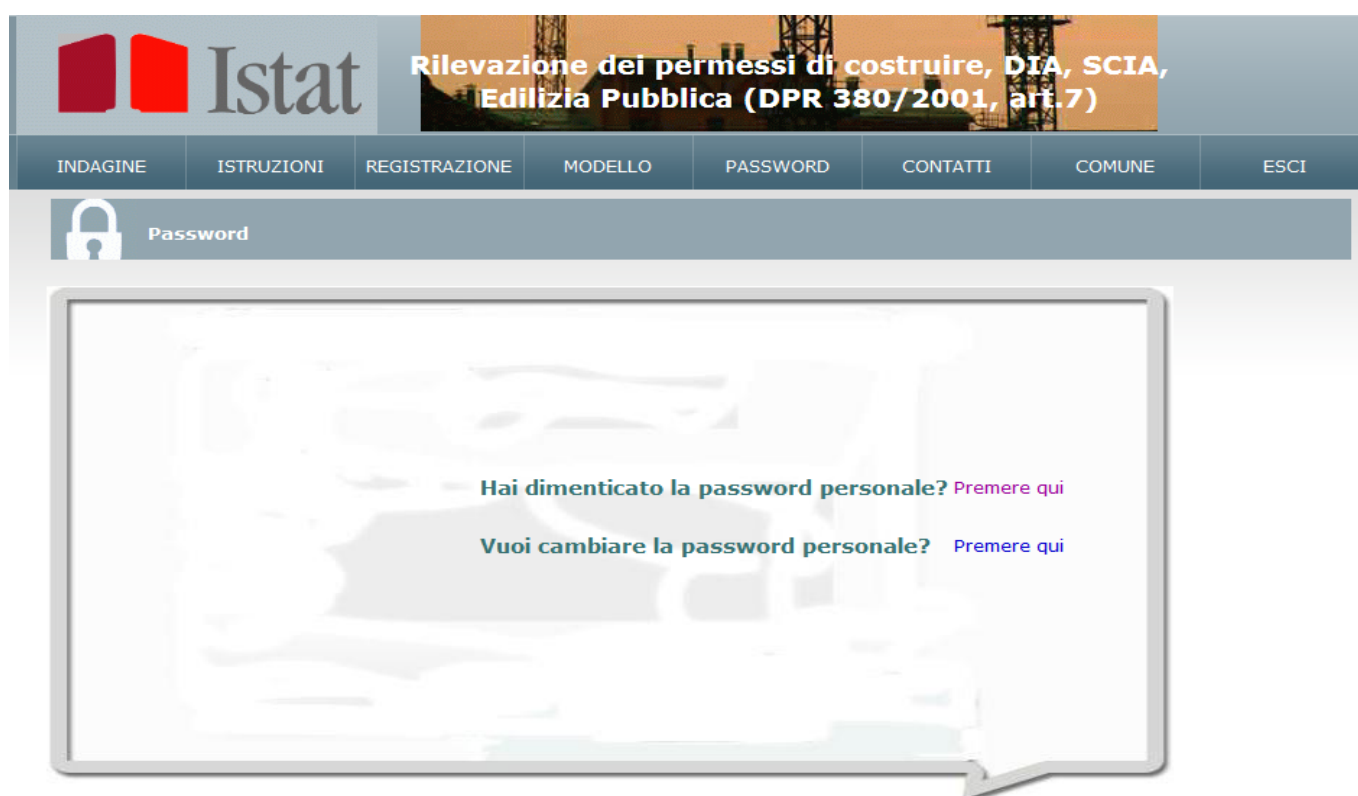 Istat
Rilevazione dei permessi di costruire, DIA, SCIA,
Edilizia Pubblica (DPR 380/2001, art.7)
INDAGINE ISTRUZIONI REGISTRAZIONE MODELLO PASSWORD CONTATTI COMUNE ESCI
Password
Hai dimenticato la password personale? Premere qui
Vuoi cambiare la password personale? Premere qui